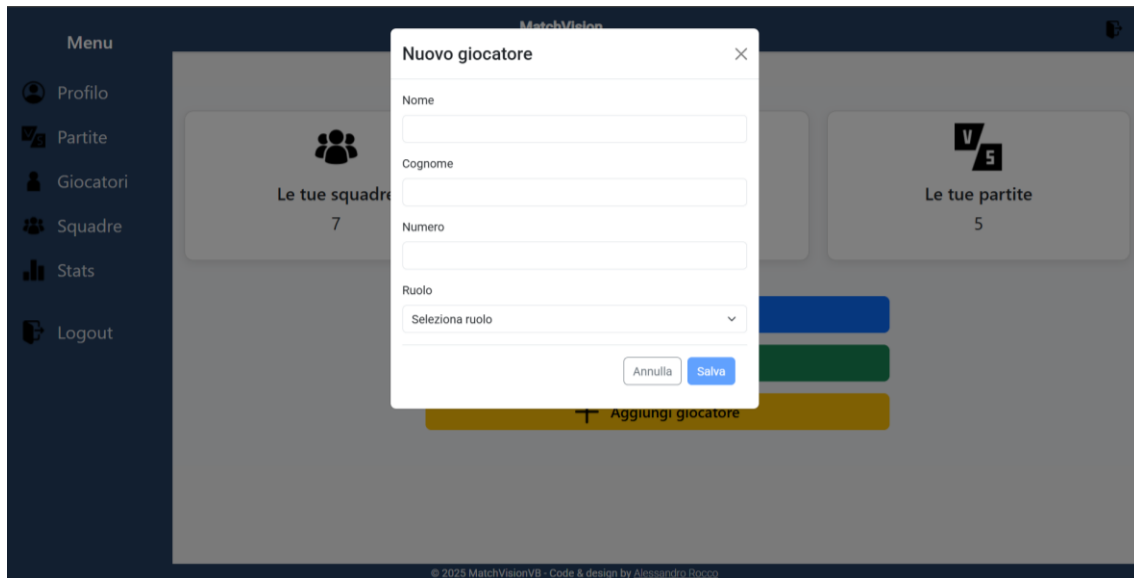 MatchVision
Menu
Profilo
Partite
Giocatori
Squadre
Stats
Logout
Nuovo giocatore
Nome
Cognome
Numero
Ruolo
Seleziona ruolo
Annulla
Salva
Le tue squadre
7
VS
Le tue partite
5
Aggiungi giocatore
© 2025 MatchVisionVB - Code & design by Alessandro Rocco